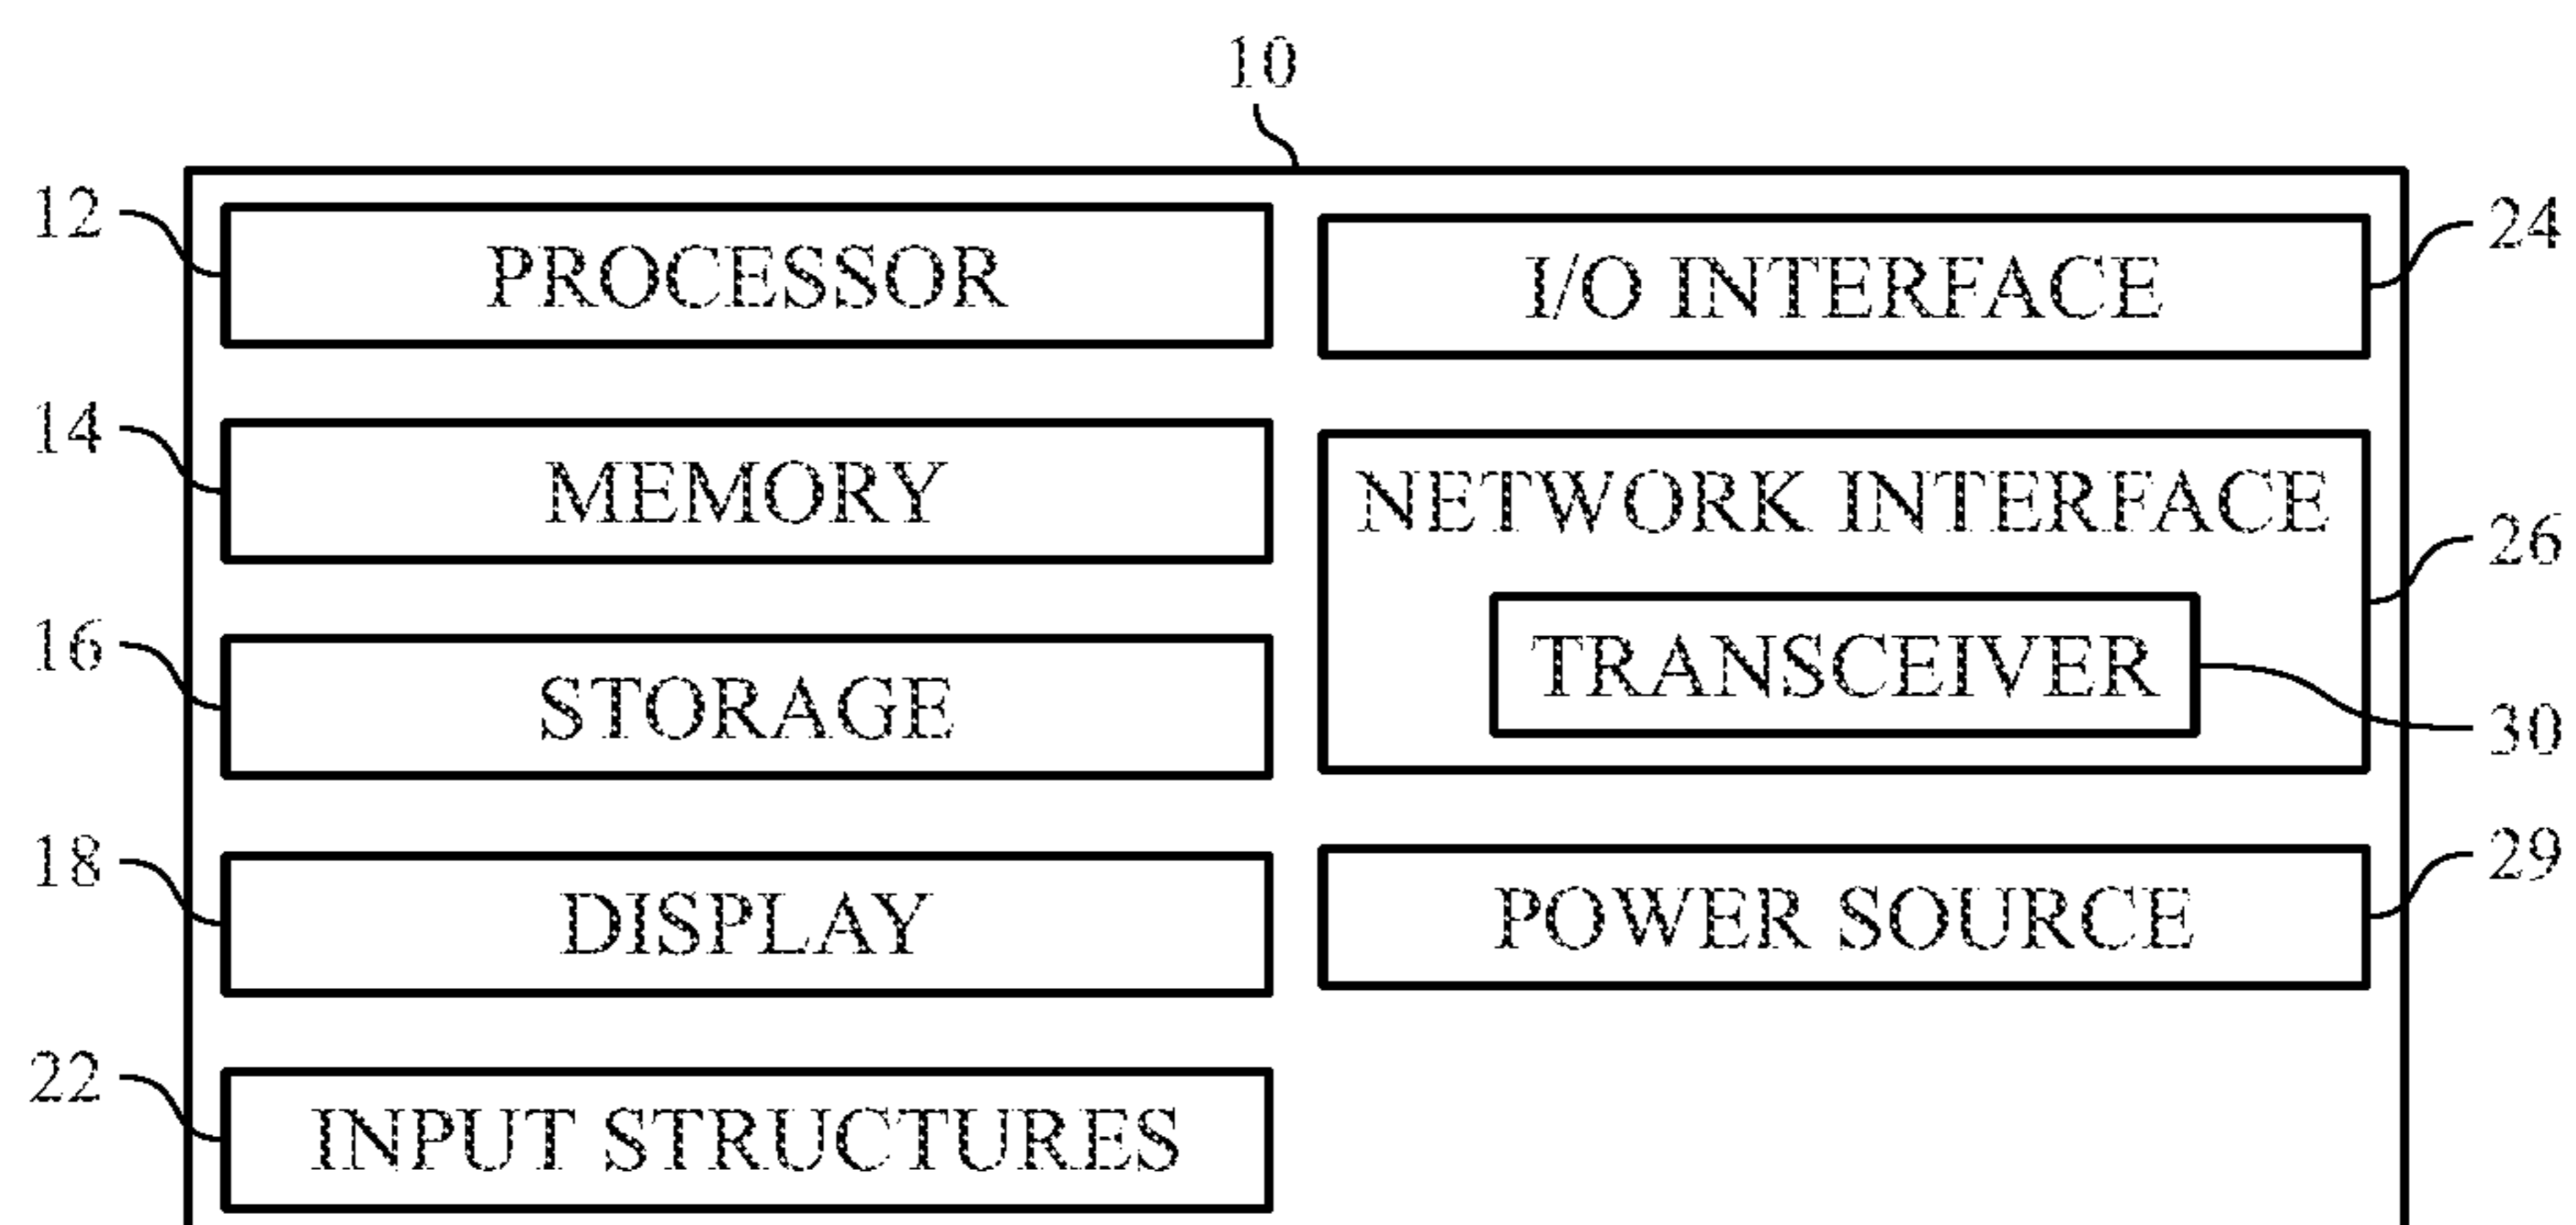 10
12
PROCESSOR
I/O INTERFACE
24
14
MEMORY
NETWORK INTERFACE
26
16
STORAGE
TRANSCEIVER
30
18
DISPLAY
POWER SOURCE
29
22
INPUT STRUCTURES